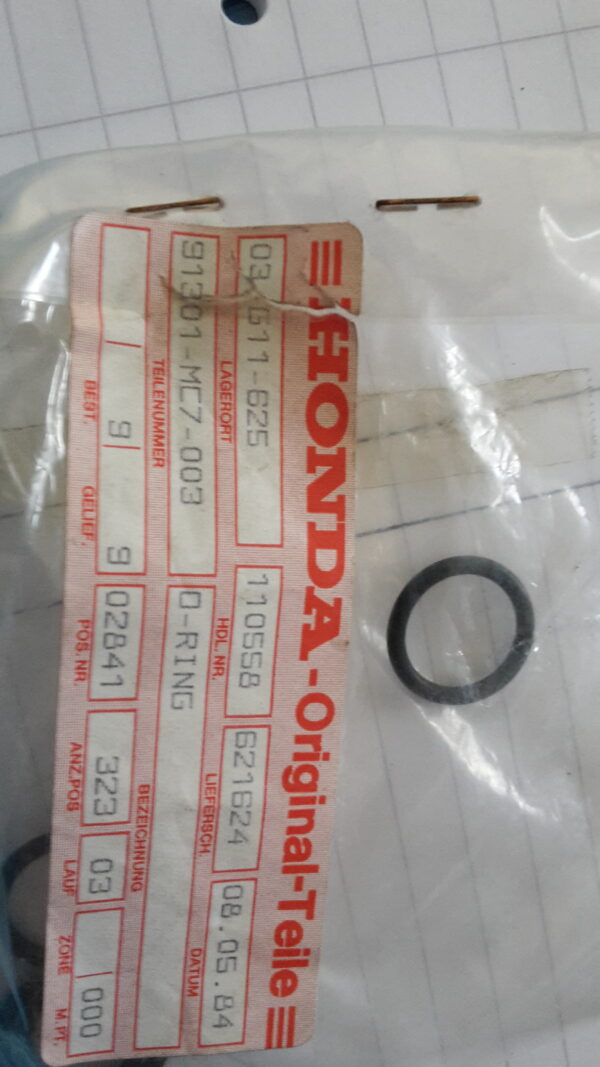 HONDA-Original-Teile
03 G11-625 110558 621624 08.05.84
LAGERORT HDL. NR. LIEFERSCH. DATUM
91301-MC7-003 O-RING
TEILENUMMER BEZEICHNUNG
9 9 02841 323 03 000
BEST. GELIEF. POS. NR. ANZ.POS LAUF ZONE M.PT.